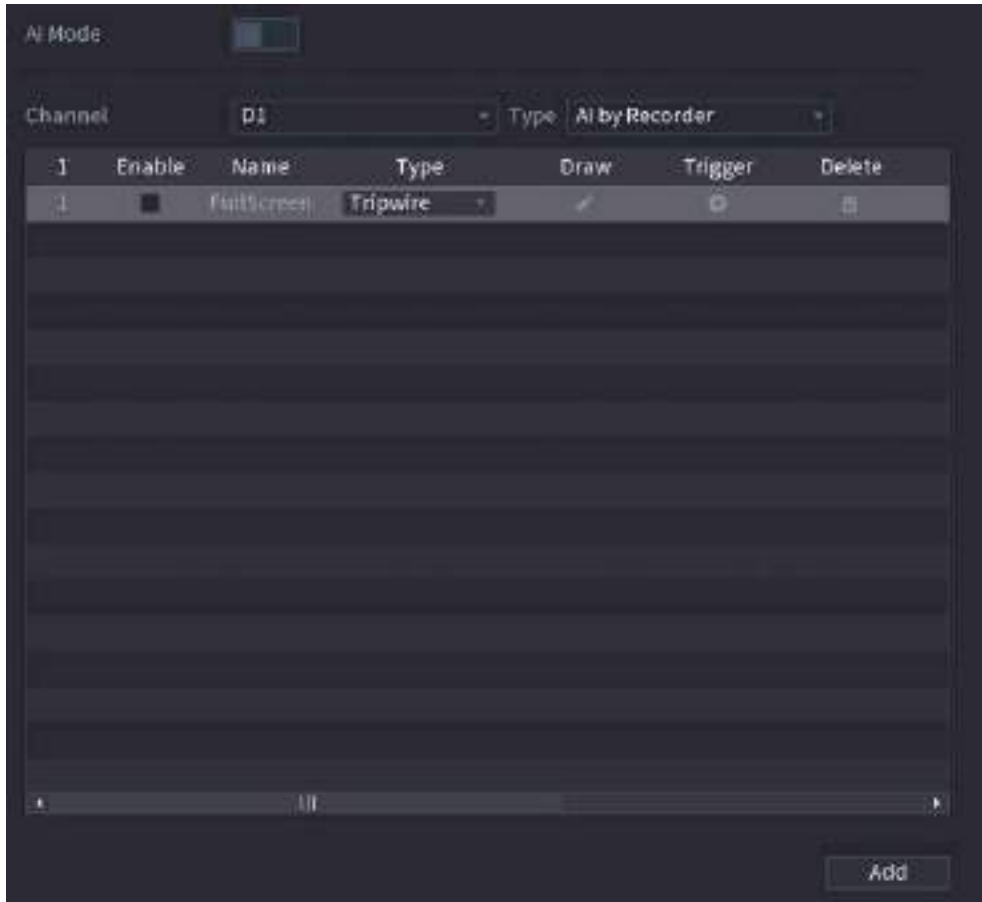 AI Mode
Channel D1 Type AI by Recorder
1 Enable Name Type Draw Trigger Delete
1 FullScreen Tripwire
Add